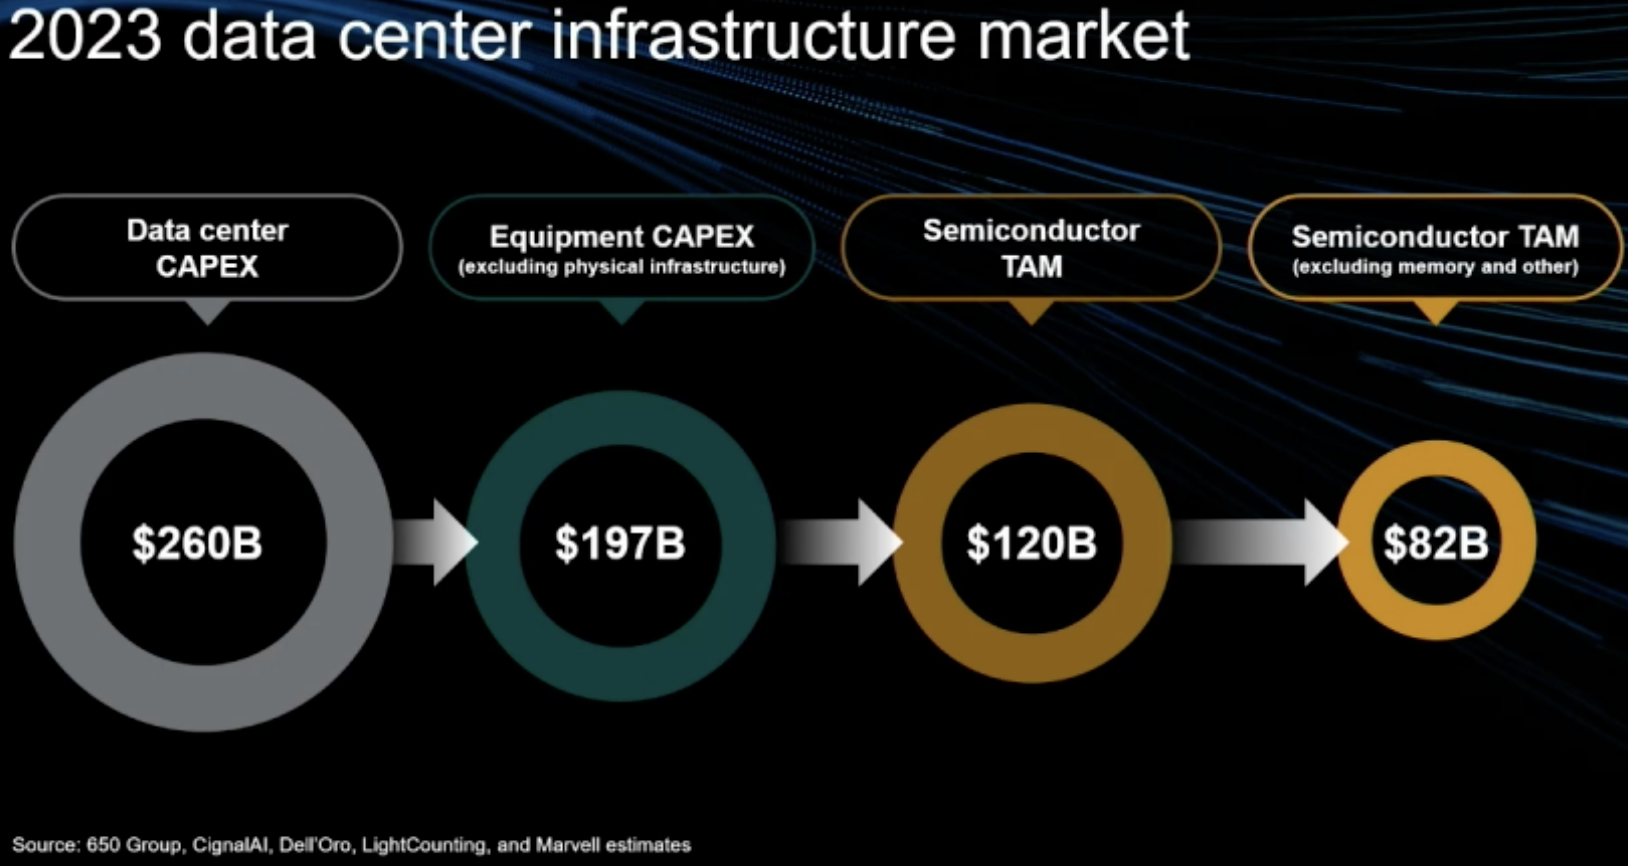 2023 data center infrastructure market
Data center
CAPEX
Equipment CAPEX
(excluding physical infrastructure)
Semiconductor
TAM
Semiconductor TAM
(excluding memory and other)
$260B
$197B
$120B
$82B
Source: 650 Group, CignalAI, Dell'Oro, LightCounting, and Marvell estimates